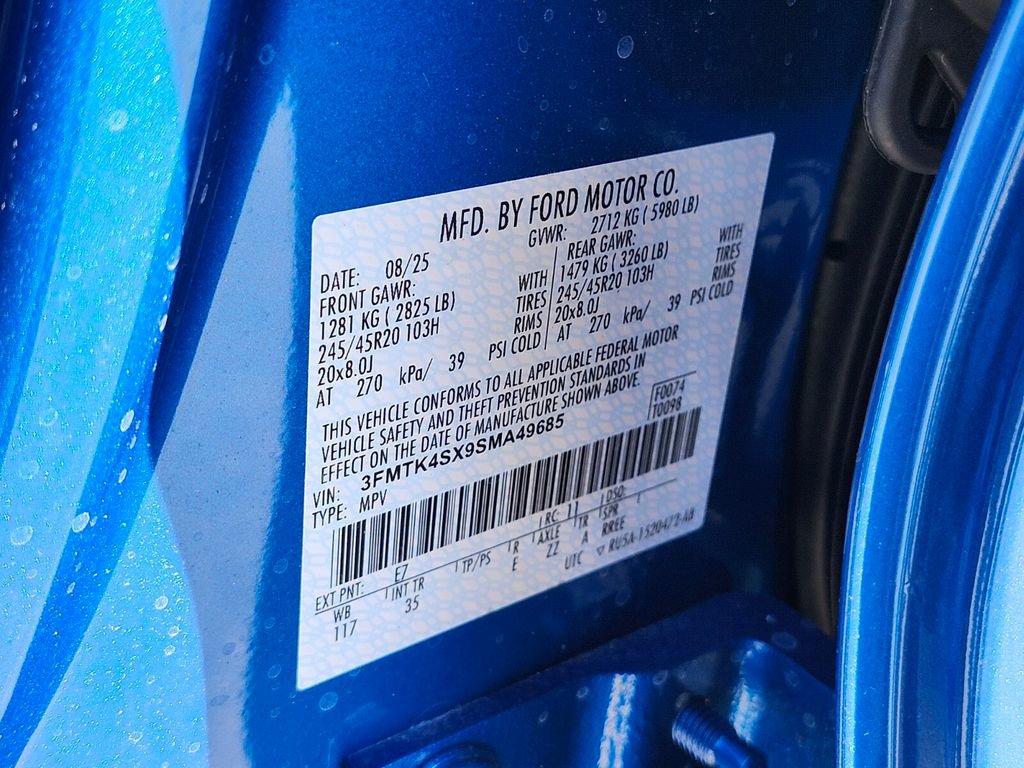 MFD. BY FORD MOTOR CO.
DATE: 08/25 GVWR: 2712 KG ( 5980 LB)
FRONT GAWR: REAR GAWR:
1281 KG ( 2825 LB) WITH 1479 KG ( 3260 LB) WITH
245/45R20 103H TIRES 245/45R20 103H TIRES
20x8.0J RIMS 20x8.0J RIMS
AT 270 kPa/ 39 PSI COLD AT 270 kPa/ 39 PSI COLD
THIS VEHICLE CONFORMS TO ALL APPLICABLE FEDERAL MOTOR
VEHICLE SAFETY AND THEFT PREVENTION STANDARDS IN
EFFECT ON THE DATE OF MANUFACTURE SHOWN ABOVE.
F0074
T0098
VIN: 3FMTK4SX9SMA49685
TYPE: MPV
EXT PNT: E7 RC: 11 DSO:
WB INT TR TP/PS R AXLE TR SPR
117 35 E ZZ A RREE
UTC RU5A-1520472-AB